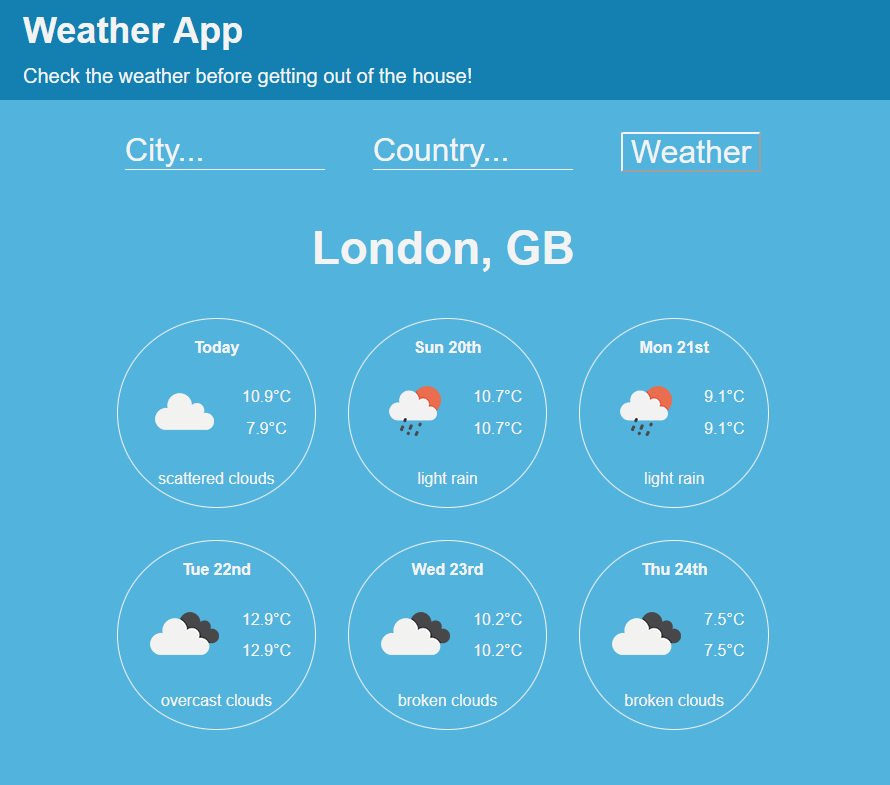 Weather App
Check the weather before getting out of the house!
City...
Country...
Weather
London, GB
Today
10.9°C
7.9°C
scattered clouds
Sun 20th
10.7°C
10.7°C
light rain
Mon 21st
9.1°C
9.1°C
light rain
Tue 22nd
12.9°C
12.9°C
overcast clouds
Wed 23rd
10.2°C
10.2°C
broken clouds
Thu 24th
7.5°C
7.5°C
broken clouds